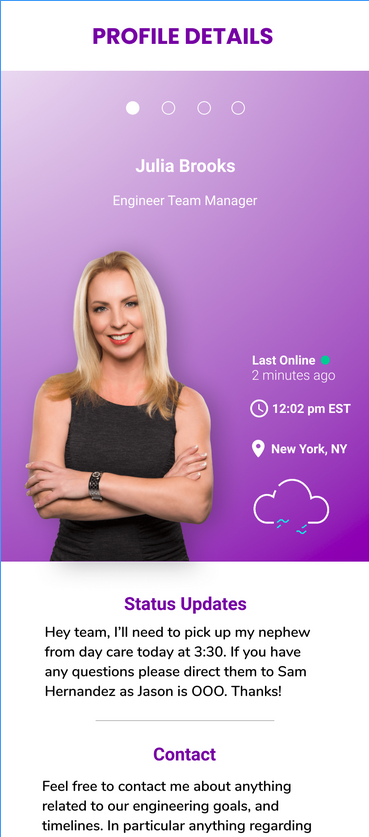 PROFILE DETAILS
Julia Brooks
Engineer Team Manager
Last Online
2 minutes ago
12:02 pm EST
New York, NY
Status Updates
Hey team, I’ll need to pick up my nephew
from day care today at 3:30. If you have
any questions please direct them to Sam
Hernandez as Jason is OOO. Thanks!
Contact
Feel free to contact me about anything
related to our engineering goals, and
timelines. In particular anything regarding